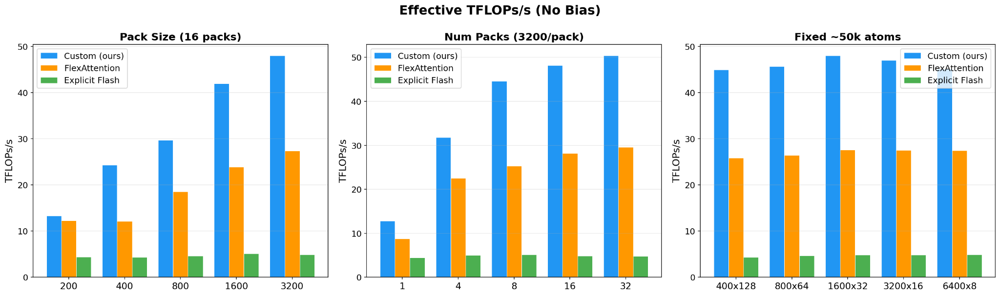 Effective TFLOPs/s (No Bias)
Pack Size (16 packs)
TFLOPs/s
50
40
30
20
10
0
Custom (ours)
FlexAttention
Explicit Flash
200 400 800 1600 3200
Num Packs (3200/pack)
TFLOPs/s
50
40
30
20
10
0
Custom (ours)
FlexAttention
Explicit Flash
1 4 8 16 32
Fixed ~50k atoms
TFLOPs/s
50
40
30
20
10
0
Custom (ours)
FlexAttention
Explicit Flash
400x128 800x64 1600x32 3200x16 6400x8